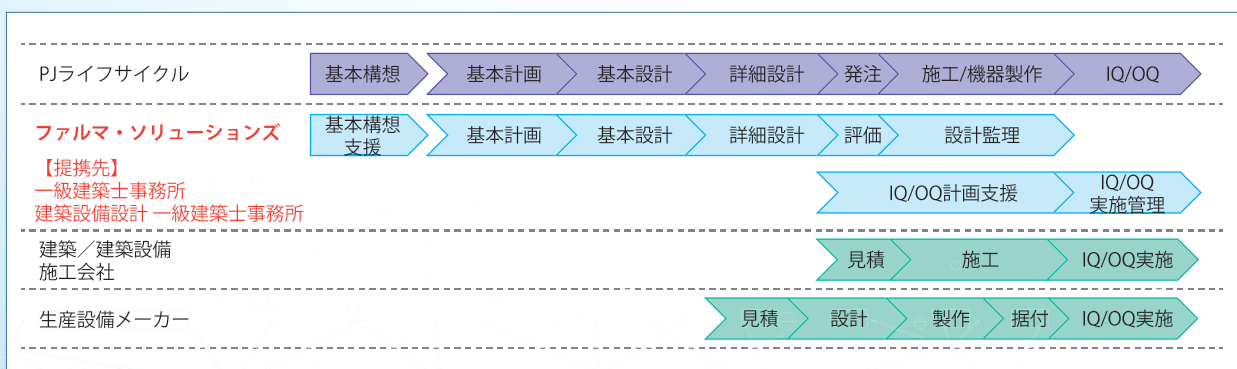 PJライフサイクル
基本構想
基本計画
基本設計
詳細設計
発注
施工/機器製作
IQ/OQ
ファルマ・ソリューションズ
【提携先】
一級建築士事務所
建築設備設計 一級建築士事務所
基本構想
支援
基本計画
基本設計
詳細設計
評価
設計監理
IQ/OQ計画支援
IQ/OQ
実施管理
建築／建築設備
施工会社
見積
施工
IQ/OQ実施
生産設備メーカー
見積
設計
製作
据付
IQ/OQ実施